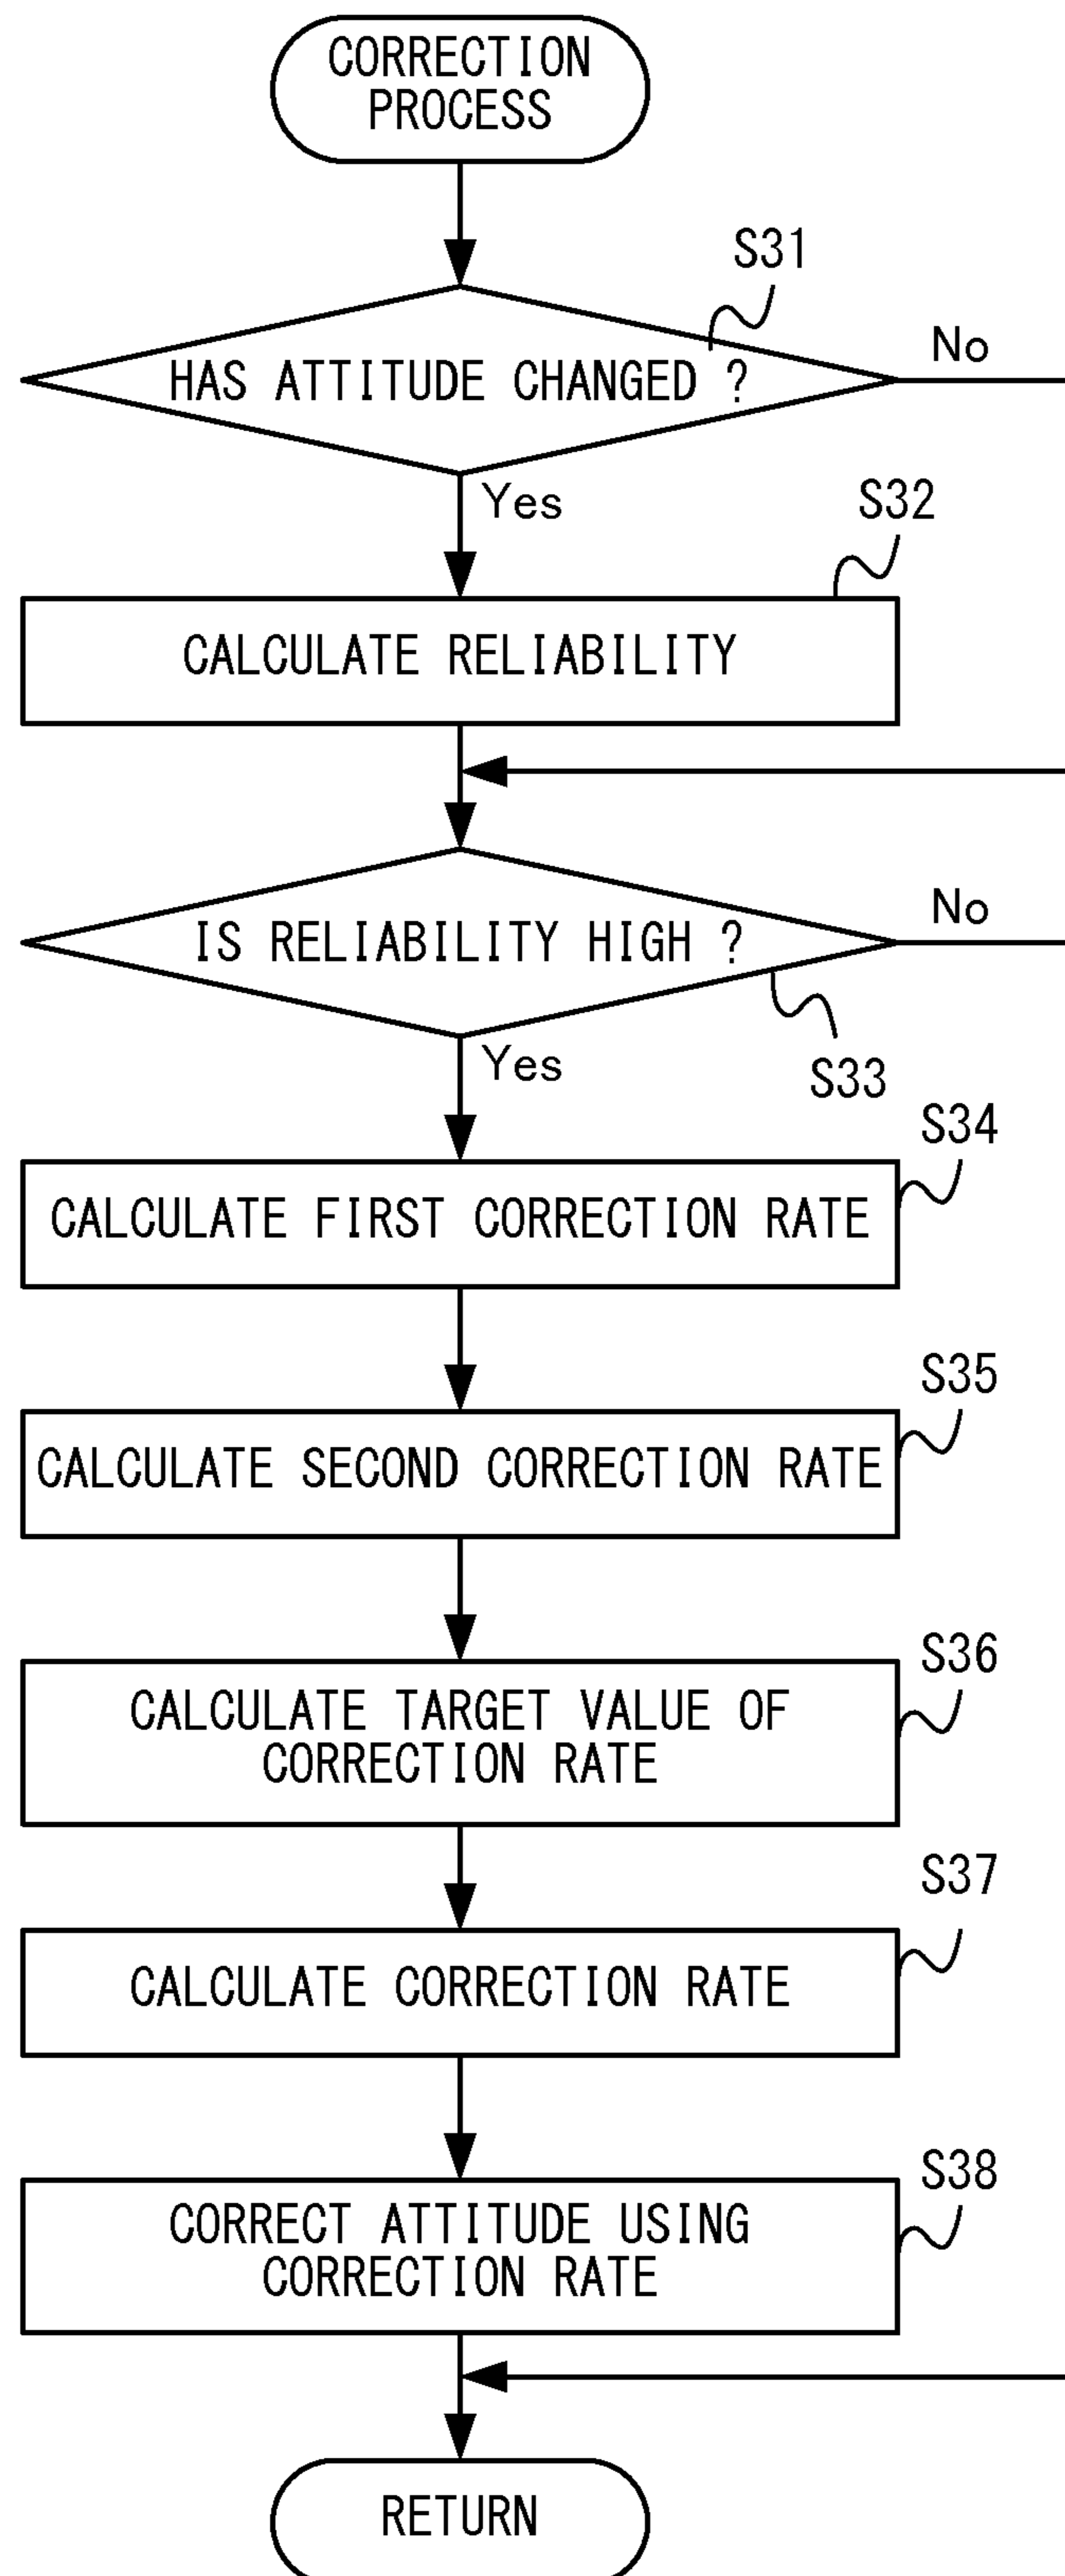 CORRECTION
PROCESS
S31
No
HAS ATTITUDE CHANGED ?
Yes
S32
CALCULATE RELIABILITY
No
IS RELIABILITY HIGH ?
Yes
S33
S34
CALCULATE FIRST CORRECTION RATE
S35
CALCULATE SECOND CORRECTION RATE
S36
CALCULATE TARGET VALUE OF
CORRECTION RATE
S37
CALCULATE CORRECTION RATE
S38
CORRECT ATTITUDE USING
CORRECTION RATE
RETURN